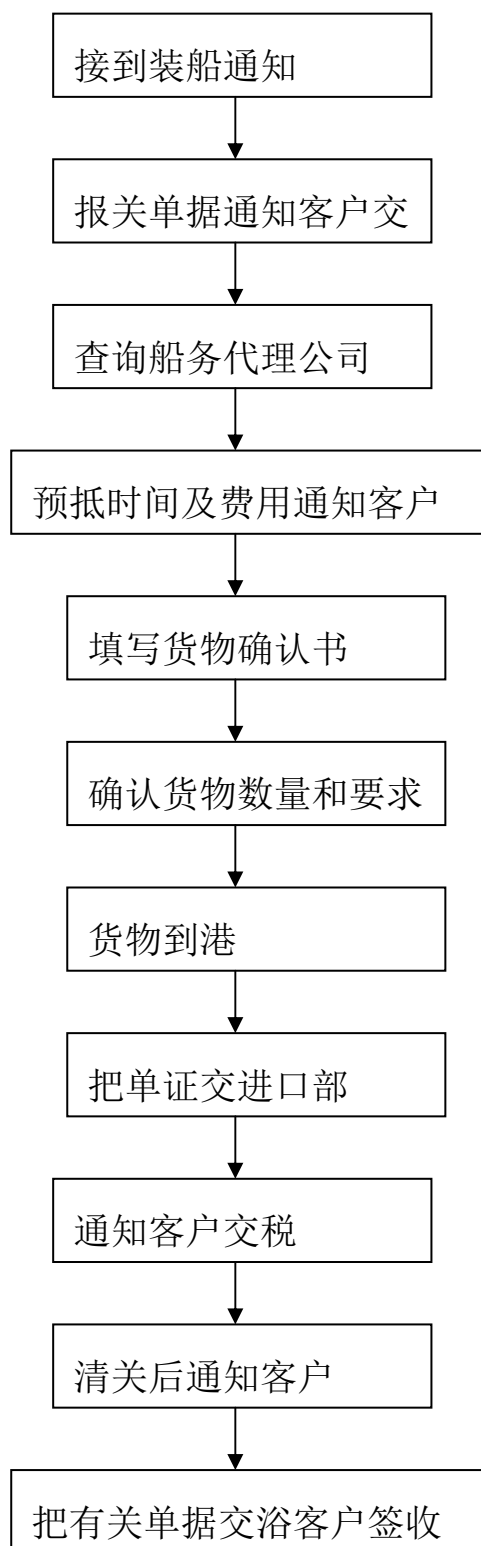 接到装船通知
报关单据通知客户交
查询船务代理公司
预抵时间及费用通知客户
填写货物确认书
确认货物数量和要求
货物到港
把单证交进口部
通知客户交税
清关后通知客户
把有关单据交浴客户签收